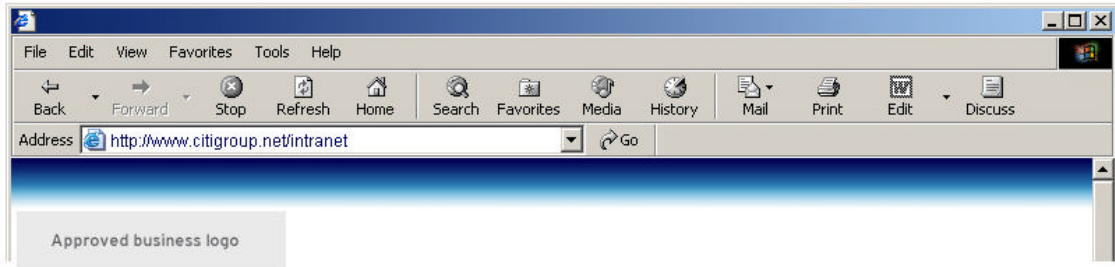 File Edit View Favorites Tools Help
Back Forward Stop Refresh Home Search Favorites Media History Mail Print Edit Discuss
Address http://www.citigroup.net/intranet Go
Approved business logo